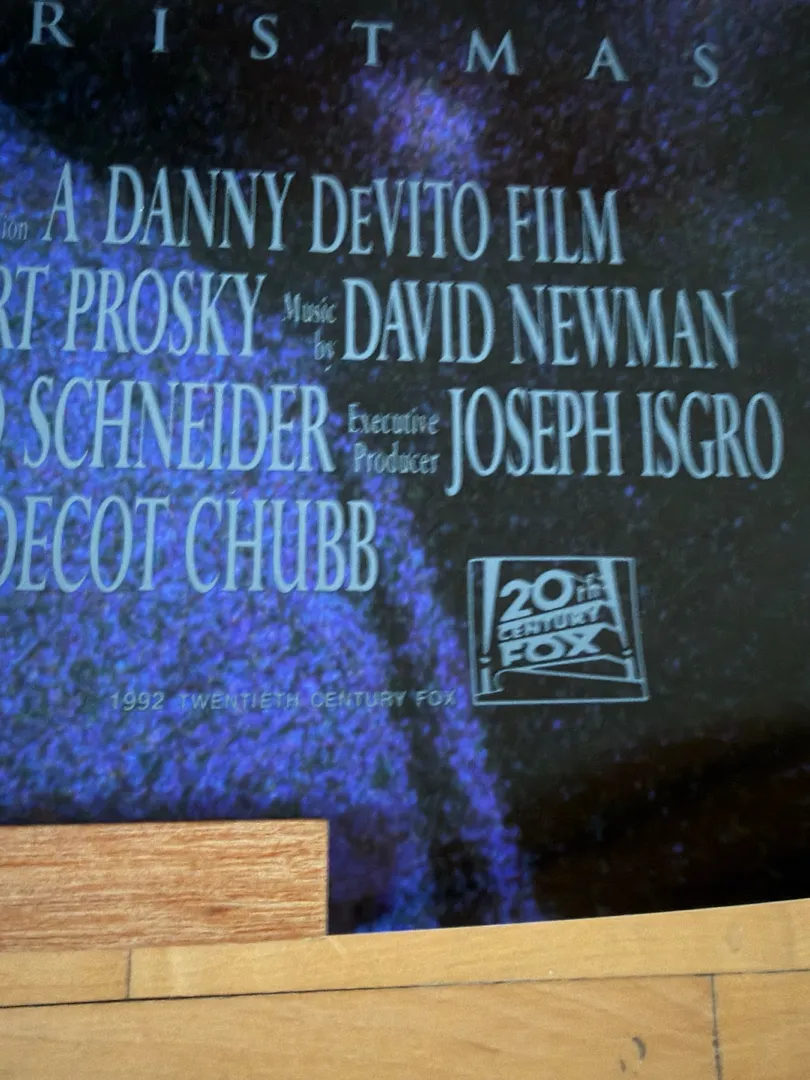 RISTMAS
ion A DANNY DeVITO FILM
RT PROSKY Music by DAVID NEWMAN
SCHNEIDER Executive Producer JOSEPH ISGRO
DECOT CHUBB
20th
CENTURY
FOX
1992 TWENTIETH CENTURY FOX